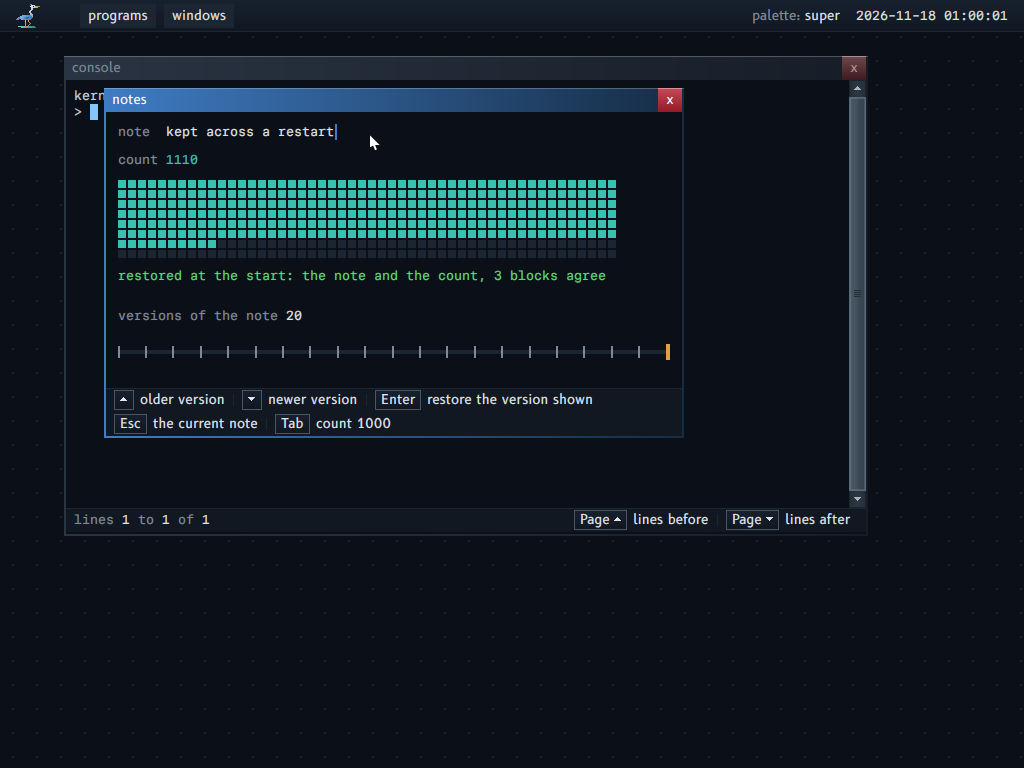 programs windows palette: super 2026-11-18 01:00:01
console x
kern
>
notes x
note kept across a restart
count 1110
restored at the start: the note and the count, 3 blocks agree
versions of the note 20
older version newer version Enter restore the version shown
Esc the current note Tab count 1000
lines 1 to 1 of 1 Page lines before Page lines after